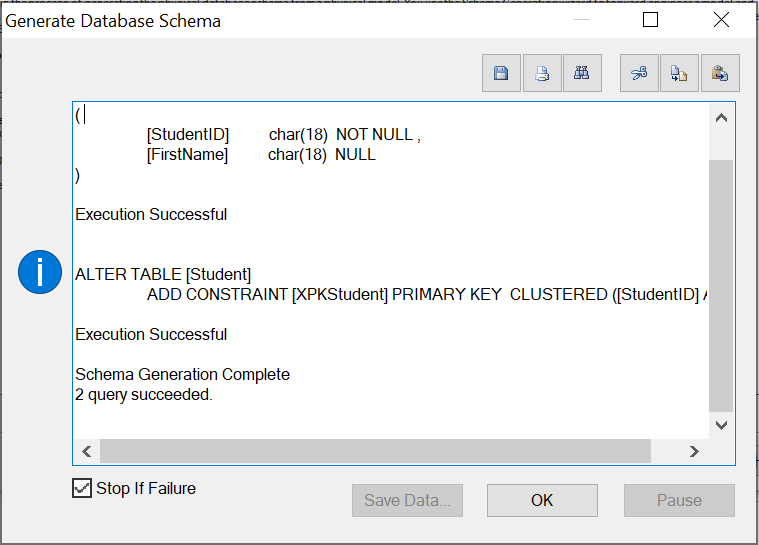 Generate Database Schema
(
[StudentID] char(18) NOT NULL ,
[FirstName] char(18) NULL
)
Execution Successful
ALTER TABLE [Student]
ADD CONSTRAINT [XPKStudent] PRIMARY KEY CLUSTERED ([StudentID] A
Execution Successful
Schema Generation Complete
2 query succeeded.
Stop If Failure
Save Data...
OK
Pause